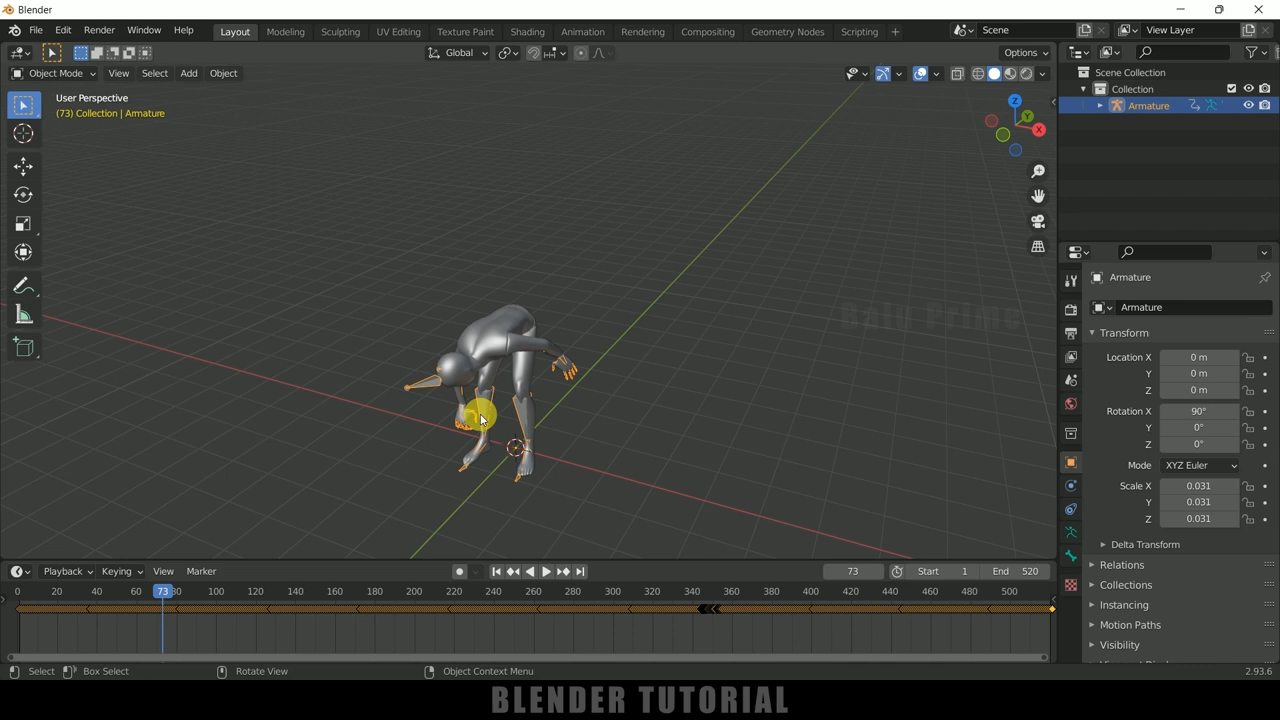 Blender
File Edit Render Window Help Layout Modeling Sculpting UV Editing Texture Paint Shading Animation Rendering Compositing Geometry Nodes Scripting + Scene View Layer
Global Options
Object Mode View Select Add Object
User Perspective
(73) Collection | Armature
Z
Y
X
Scene Collection
Collection
Armature
Armature
Armature
Transform
Location X 0 m
Y 0 m
Z 0 m
Rotation X 90°
Y 0°
Z 0°
Mode XYZ Euler
Scale X 0.031
Y 0.031
Z 0.031
Delta Transform
Relations
Collections
Instancing
Motion Paths
Visibility
Balu Prime
Playback Keying View Marker 73 Start 1 End 520
0 20 40 60 73 80 100 120 140 160 180 200 220 240 260 280 300 320 340 360 380 400 420 440 460 480 500
Select Box Select Rotate View Object Context Menu 2.93.6
BLENDER TUTORIAL